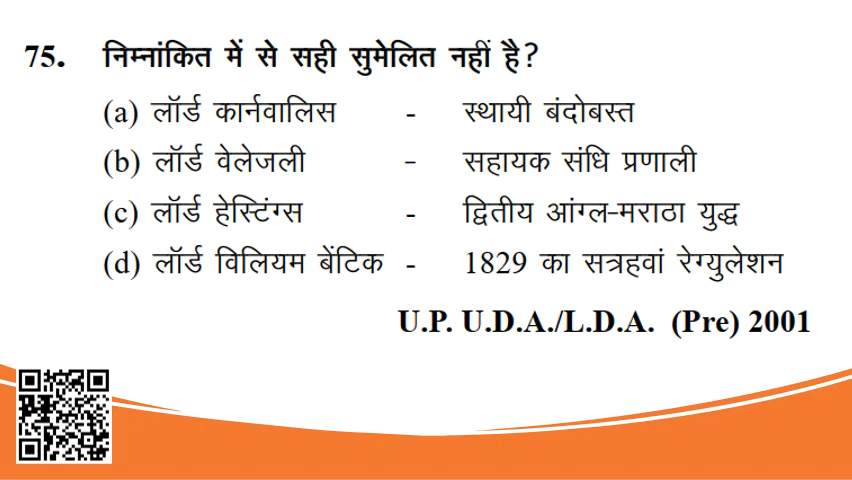 75. निम्नांकित में से सही सुमेलित नहीं है?
(a) लॉर्ड कार्नवालिस - स्थायी बंदोबस्त
(b) लॉर्ड वेलेजली - सहायक संधि प्रणाली
(c) लॉर्ड हेस्टिंग्स - द्वितीय आंग्ल-मराठा युद्ध
(d) लॉर्ड विलियम बेंटिक - 1829 का सत्रहवां रेग्युलेशन
U.P. U.D.A./L.D.A. (Pre) 2001